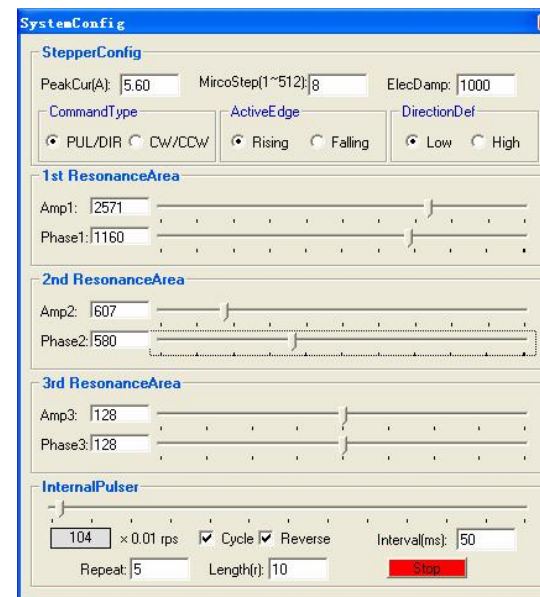 SystemConfig
StepperConfig
PeakCur(A): 5.60 MircoStep(1~512): 8 ElecDamp: 1000
CommandType ActiveEdge DirectionDef
PUL/DIR CW/CCW Rising Falling Low High
1st ResonanceArea
Amp1: 2571
Phase1: 1160
2nd ResonanceArea
Amp2: 607
Phase2: 580
3rd ResonanceArea
Amp3: 128
Phase3: 128
InternalPulser
104 × 0.01 rps Cycle Reverse Interval(ms): 50
Repeat: 5 Length(r): 10 Stop